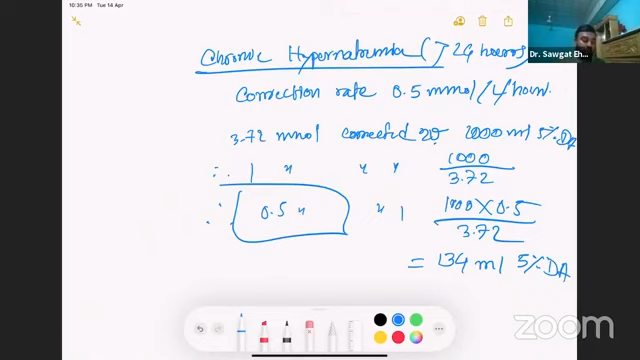 10:35 PM Tue 14 Apr
Dr. Sawgat Eh...
Chronic Hypernatremia (> 24 hours)
Correction rate 0.5 mmol/hour
3.72 mmol corrected 1000 ml 5% DA
∴ 1 " " " 1000/3.72
∴ 0.5 " " 1 1000 × 0.5/3.72
= 134 ml 5% DA
zoom